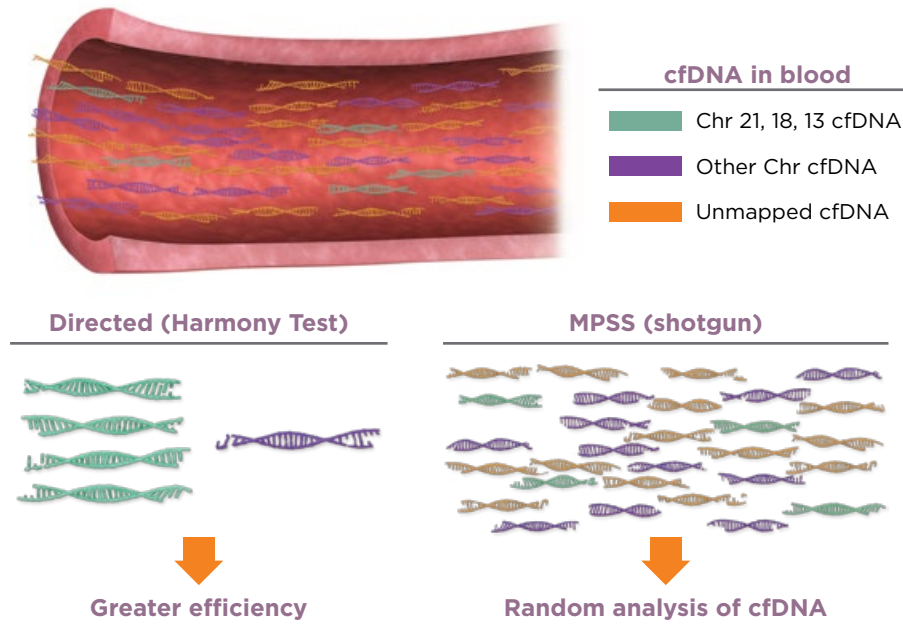 cfDNA in blood
Chr 21, 18, 13 cfDNA
Other Chr cfDNA
Unmapped cfDNA
Directed (Harmony Test)
MPSS (shotgun)
Greater efficiency
Random analysis of cfDNA